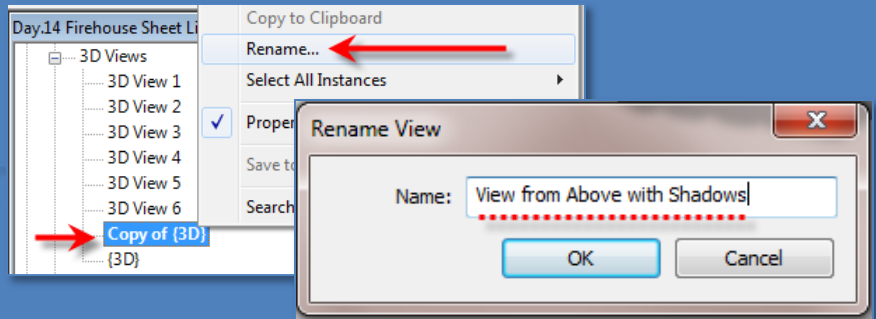 Day.14 Firehouse Sheet Li
3D Views
3D View 1
3D View 2
3D View 3
3D View 4
3D View 5
3D View 6
Copy of {3D}
{3D}
Copy to Clipboard
Rename...
Select All Instances
Proper
Save to
Search
Rename View
X
Name: View from Above with Shadows
OK Cancel